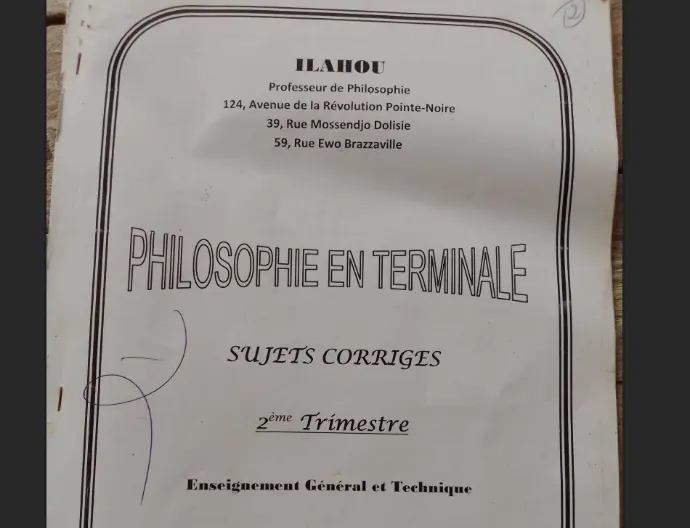 2
ILAHOU
Professeur de Philosophie
124, Avenue de la Révolution Pointe-Noire
39, Rue Mossendjo Dolisie
59, Rue Ewo Brazzaville
PHILOSOPHIE EN TERMINALE
SUJETS CORRIGES
2ème Trimestre
Enseignement Général et Technique